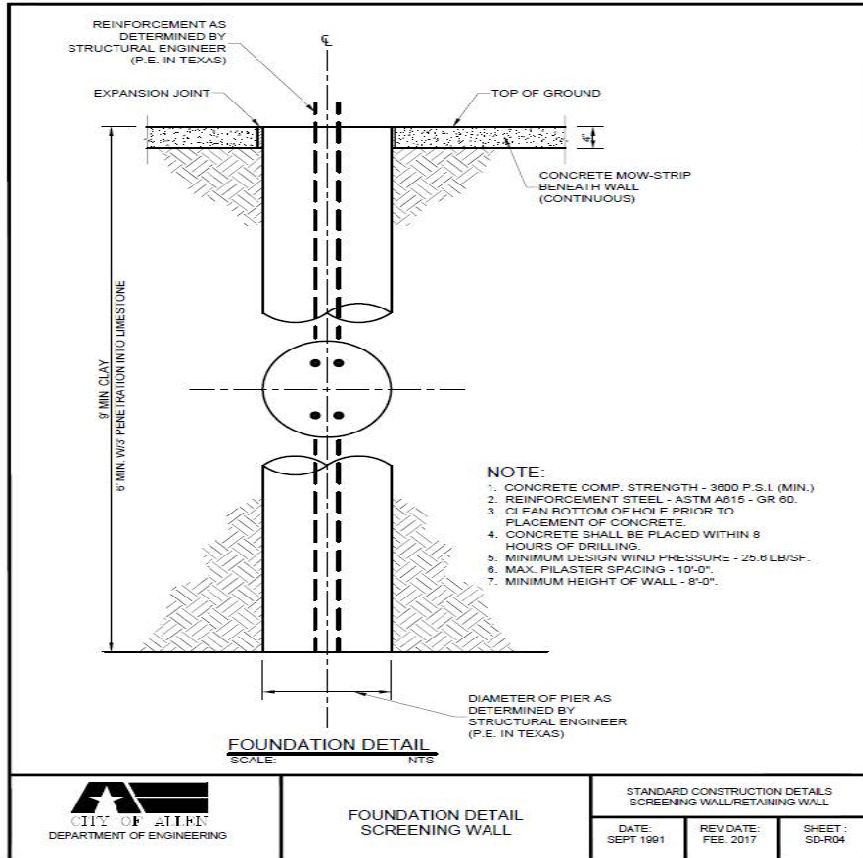 REINFORCEMENT AS
DETERMINED BY
STRUCTURAL ENGINEER
(P.E. IN TEXAS)
℄
EXPANSION JOINT
TOP OF GROUND
CONCRETE MOW-STRIP
BENEATH WALL
(CONTINUOUS)
9' MIN CLAY
6' MIN. W/3' PENETRATION INTO LIMESTONE
NOTE:
1. CONCRETE COMP. STRENGTH - 3600 P.S.I. (MIN.)
2. REINFORCEMENT STEEL - ASTM A615 - GR 60.
3. CLEAN BOTTOM OF HOLE PRIOR TO
PLACEMENT OF CONCRETE.
4. CONCRETE SHALL BE PLACED WITHIN 8
HOURS OF DRILLING.
5. MINIMUM DESIGN WIND PRESSURE - 25.6 LB/SF.
6. MAX. PILASTER SPACING - 10'-0".
7. MINIMUM HEIGHT OF WALL - 8'-0".
DIAMETER OF PIER AS
DETERMINED BY
STRUCTURAL ENGINEER
(P.E. IN TEXAS)
FOUNDATION DETAIL
SCALE: NTS
CITY OF ALLEN
DEPARTMENT OF ENGINEERING
FOUNDATION DETAIL
SCREENING WALL
STANDARD CONSTRUCTION DETAILS
SCREENING WALL/RETAINING WALL
DATE:
SEPT 1991
REV DATE:
FEB. 2017
SHEET :
SD-R04